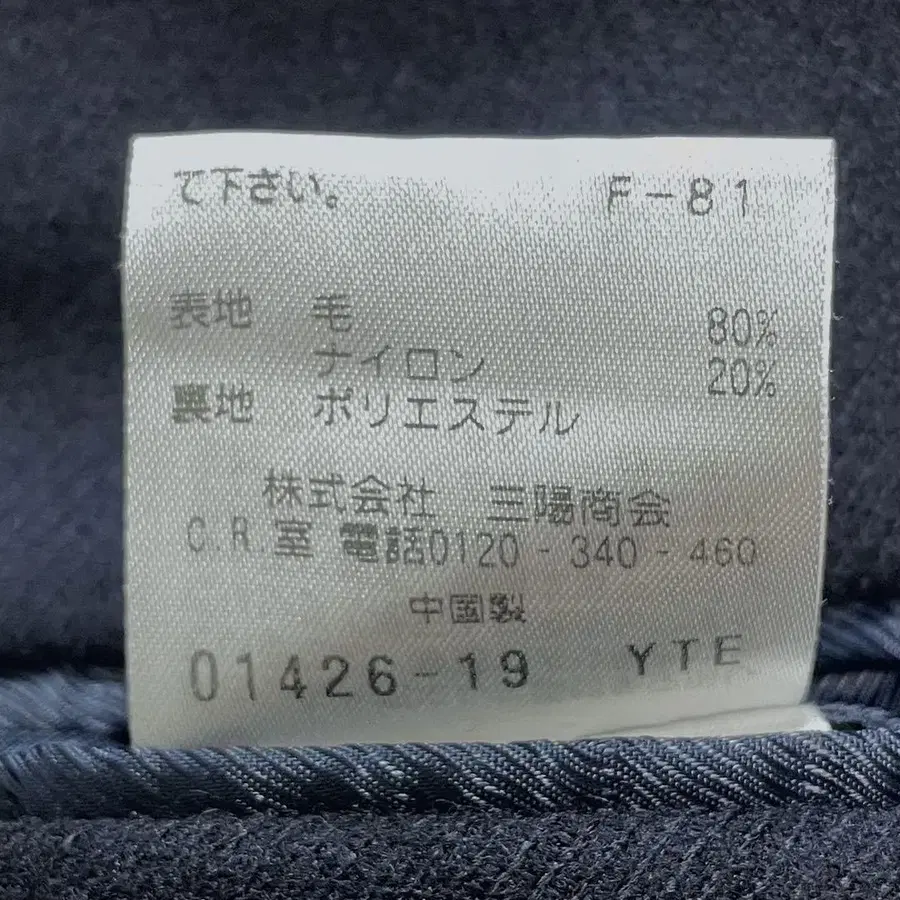 て下さい。 F-81
表地 毛 80%
ナイロン 20%
裏地 ポリエステル
株式会社 三陽商会
C.R.室 電話0120-340-460
中国製
01426-19 YTE